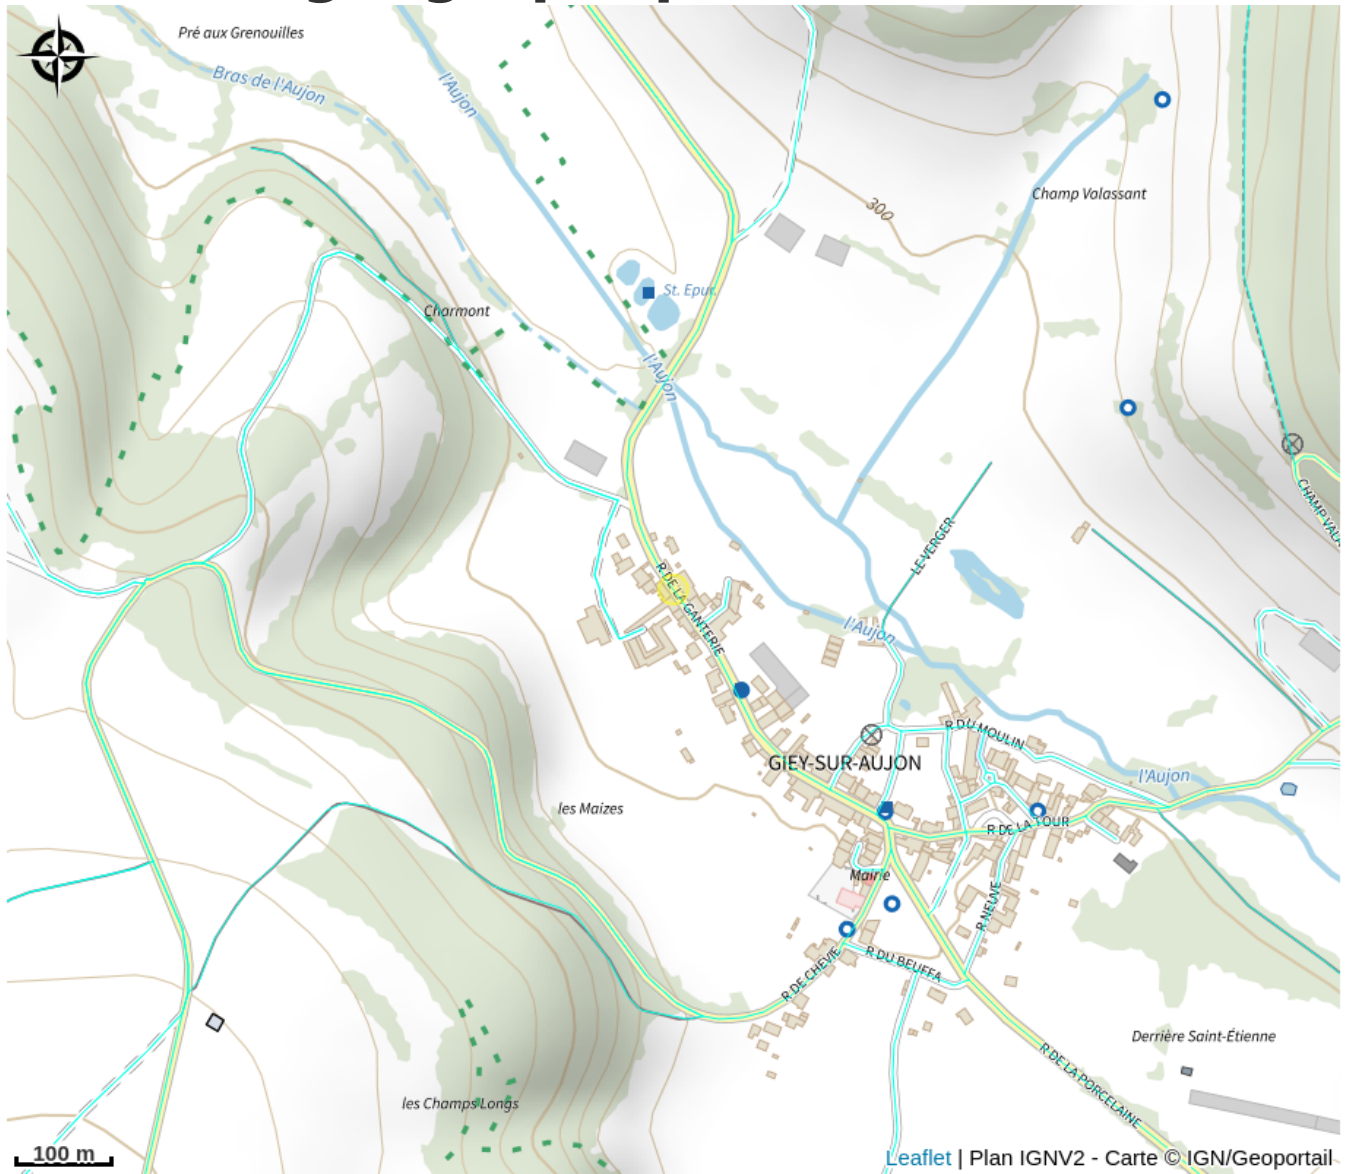 Pré aux Grenouilles
Bras de l'Aujon
l'Aujon
Champ Valassant
300
St. Epur.
Charmont
l'Aujon
CHAMP VALA
LE VERGER
R DE LA GANTERIE
l'Aujon
R DU MOULIN
GIEY-SUR-AUJON
l'Aujon
les Maizes
R DE LA TOUR
Mairie
R NEUVE
R DU BEUFFA
R DE CHEVIE
Derrière Saint-Étienne
R DE LA PORCELAINE
les Champs Longs
100 m
Leaflet | Plan IGNV2 - Carte © IGN/Geoportail